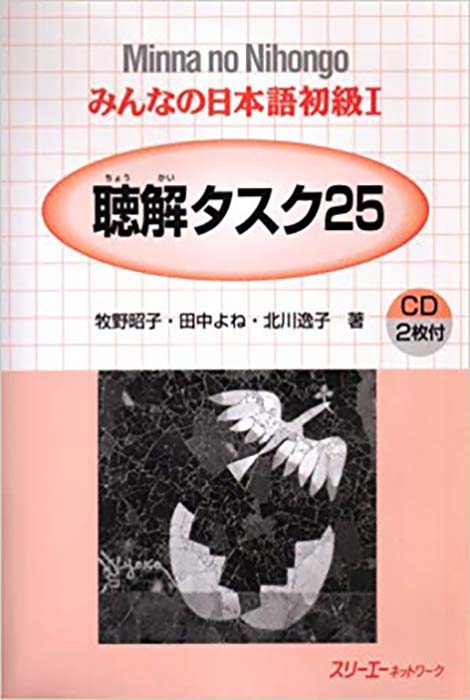 Minna no Nihongo
みんなの日本語初級I
ちょう かい
聴解タスク25
牧野昭子・田中よね・北川逸子 著
CD
2枚付
スリーエーネットワーク